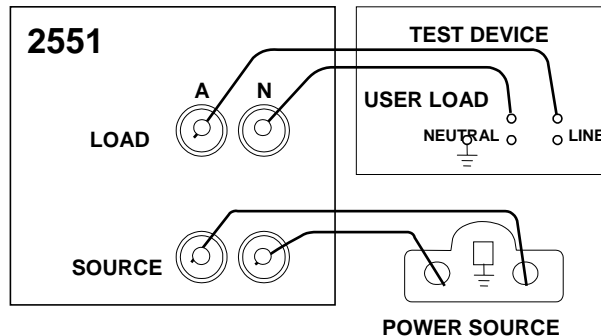 2551
TEST DEVICE
A N
USER LOAD
LOAD
NEUTRAL LINE
SOURCE
POWER SOURCE